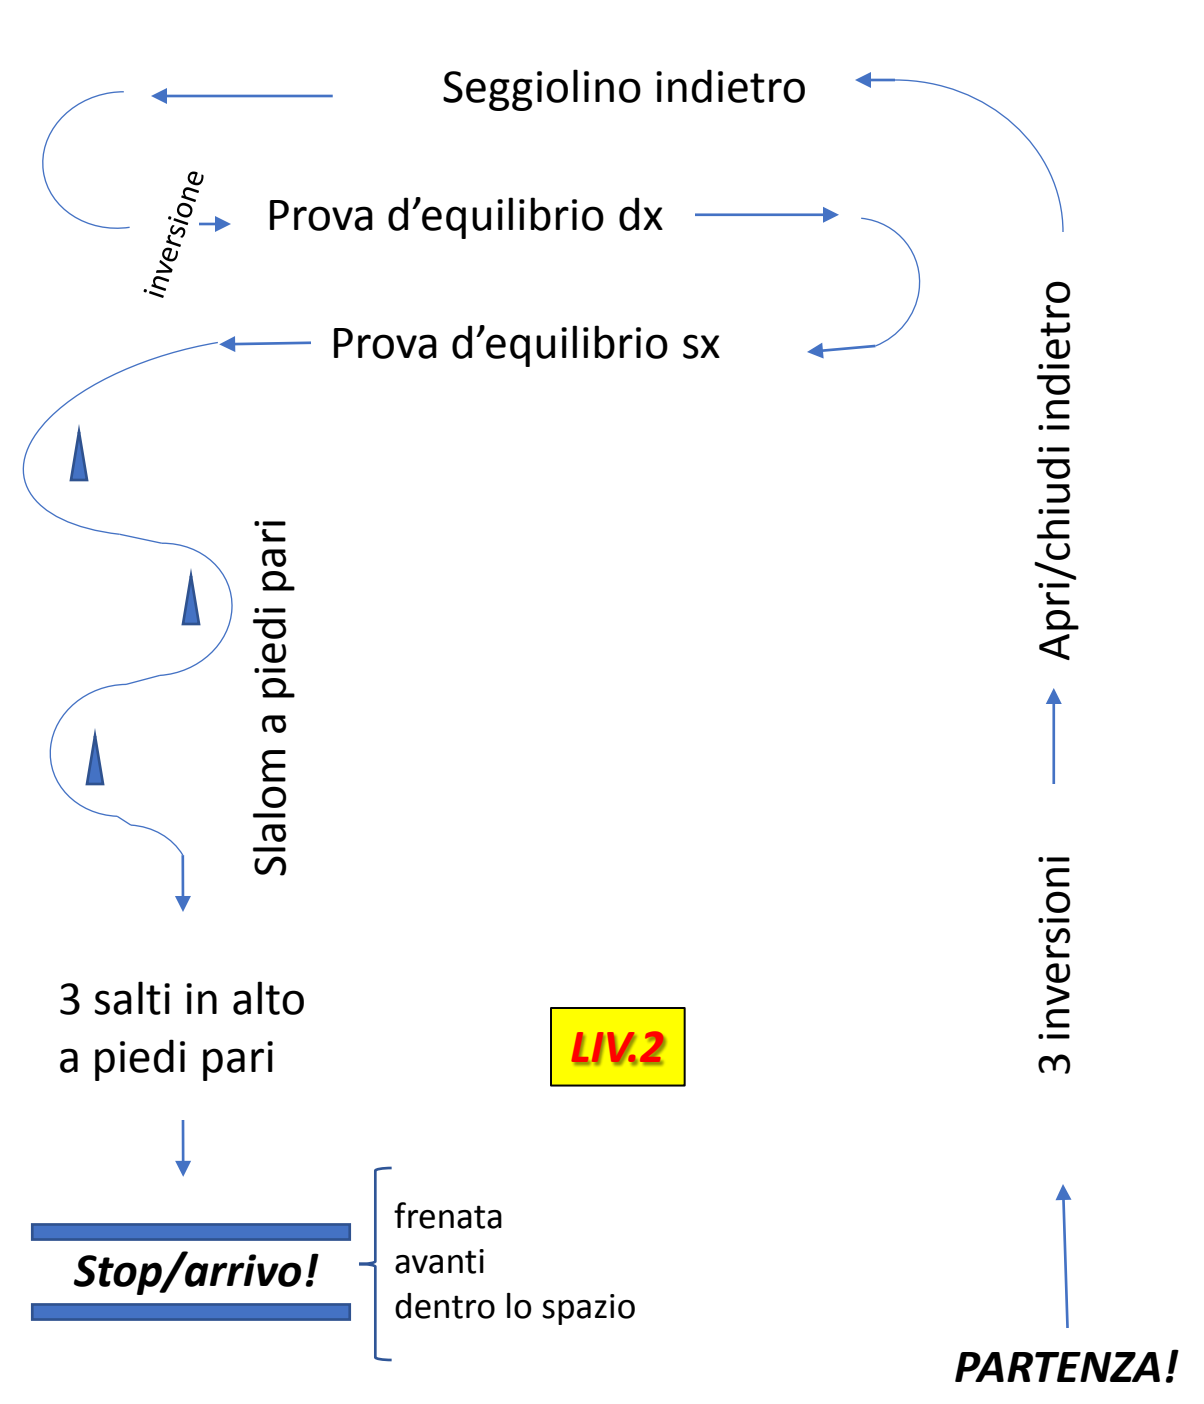 Seggiolino indietro
inversione
Prova d'equilibrio dx
Prova d'equilibrio sx
Apri/chiudi indietro
Slalom a piedi pari
3 inversioni
3 salti in alto
a piedi pari
LIV.2
frenata
avanti
dentro lo spazio
Stop/arrivo!
PARTENZA!